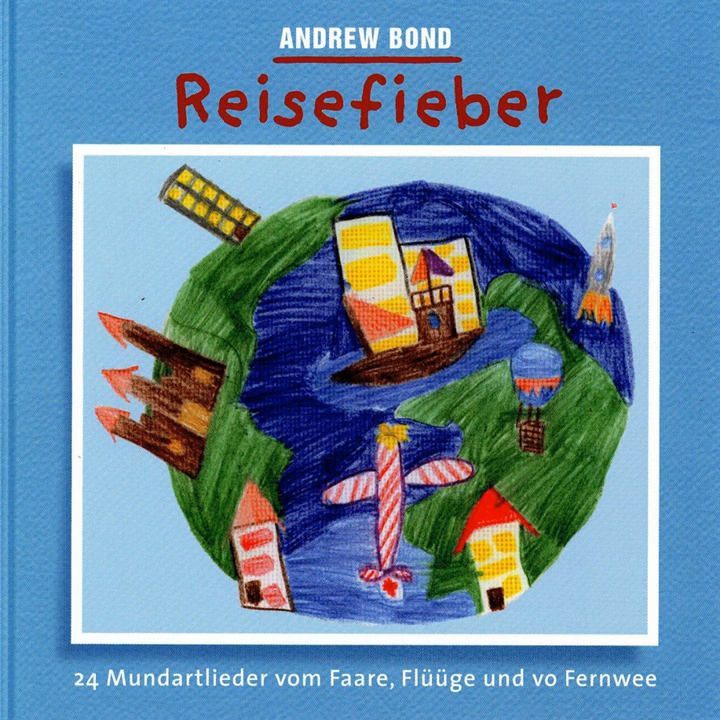 ANDREW BOND
Reisefieber
24 Mundartlieder vom Faare, Flüüge und vo Fernwee